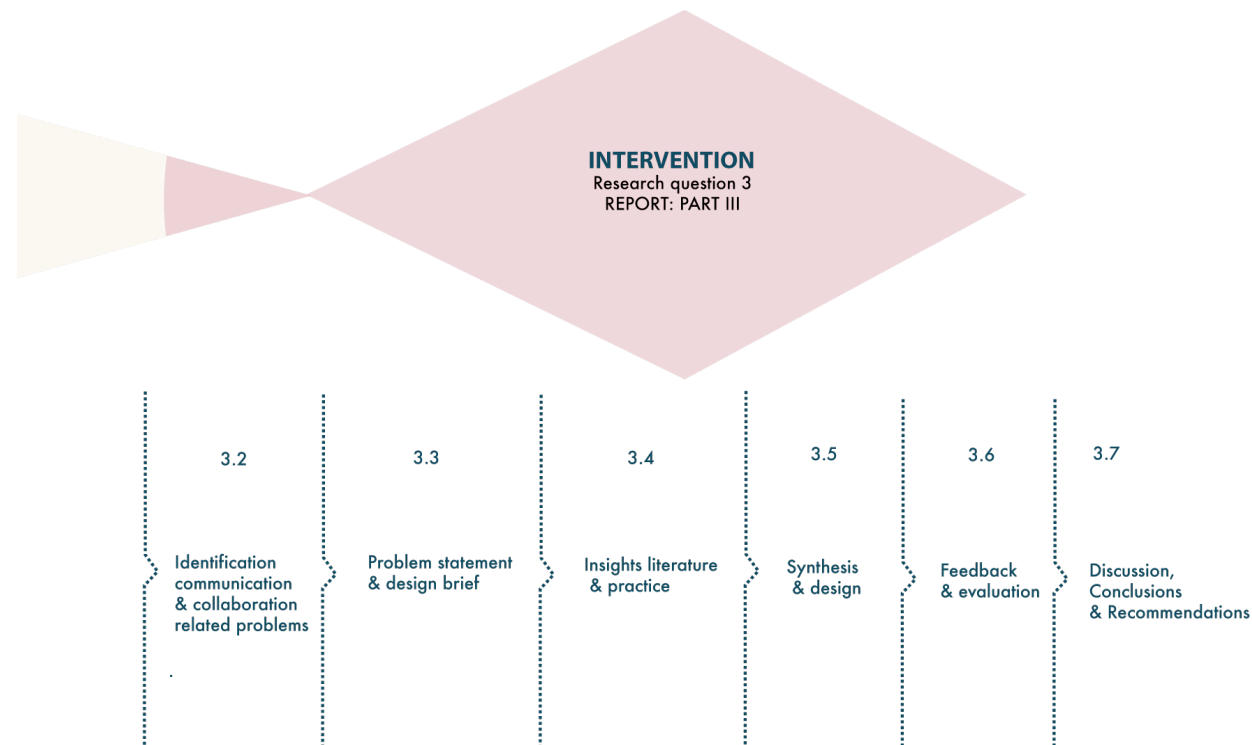 INTERVENTION
Research question 3
REPORT: PART III
3.2
3.3
3.4
3.5
3.6
3.7
Identification
communication
& collaboration
related problems
Problem statement
& design brief
Insights literature
& practice
Synthesis
& design
Feedback
& evaluation
Discussion,
Conclusions
& Recommendations
.